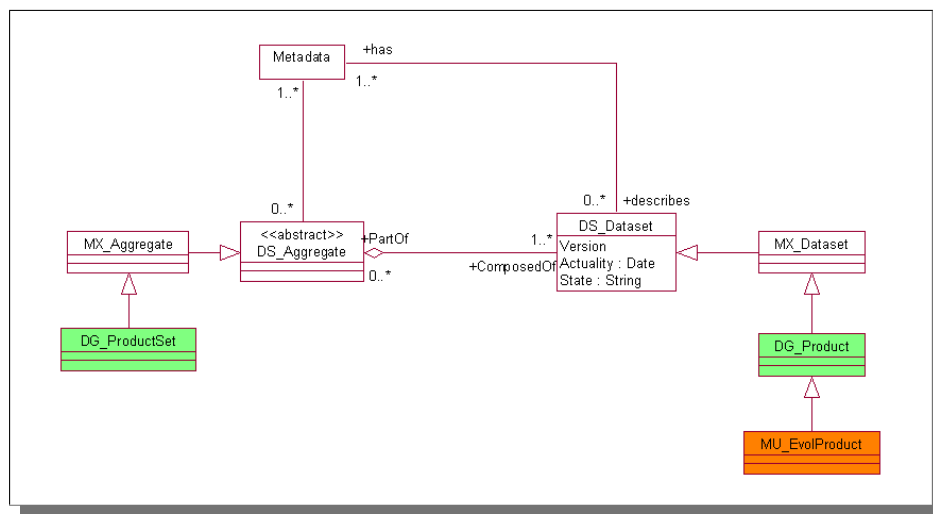 Metadata
+has
1..*
1..*
0..*
0..*
+describes
<<abstract>>
DS_Aggregate
+PartOf
0..*
1..*
+ComposedOf
DS_Dataset
Version
Actuality : Date
State : String
MX_Aggregate
MX_Dataset
DG_ProductSet
DG_Product
MU_EvolProduct